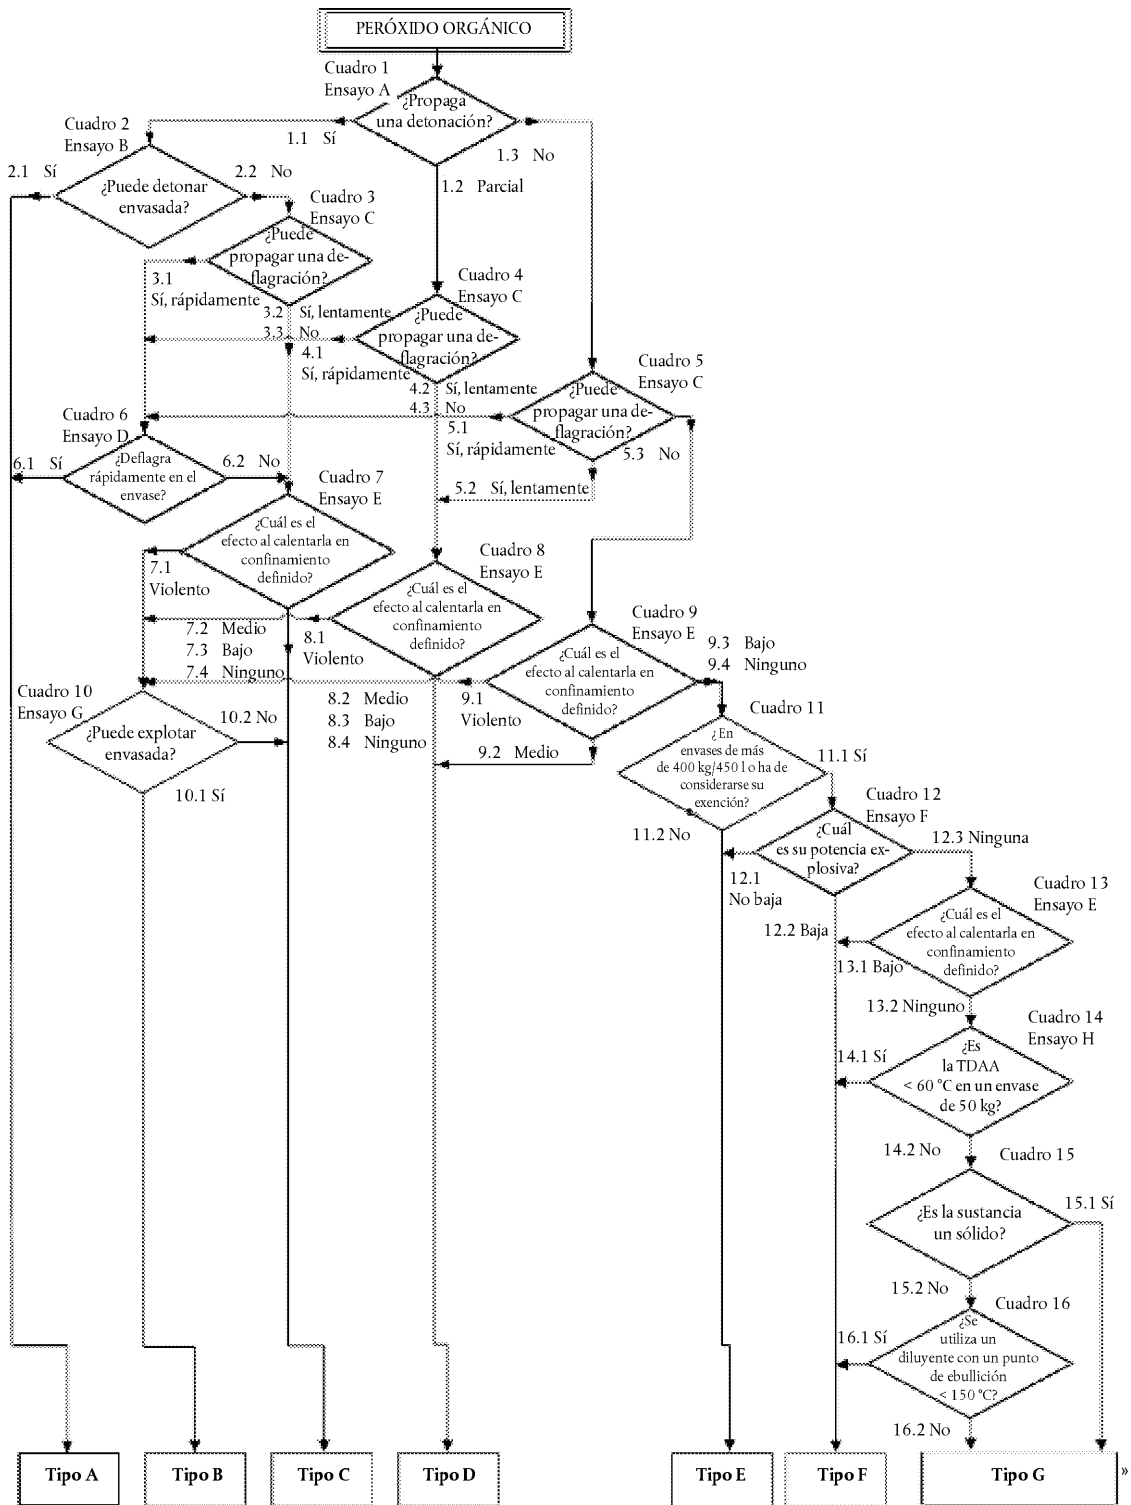 PERÓXIDO ORGÁNICO
Cuadro 1
Ensayo A
¿Propaga
una detonación?
1.1 Sí
1.2 Parcial
1.3 No
Cuadro 2
Ensayo B
2.1 Sí
2.2 No
¿Puede detonar
envasada?
Cuadro 3
Ensayo C
¿Puede
propagar una de-
flagración?
3.1
Sí, rápidamente
3.2 Sí, lentamente
3.3 No
Cuadro 4
Ensayo C
¿Puede
propagar una de-
flagración?
4.1
Sí, rápidamente
4.2 Sí, lentamente
4.3 No
Cuadro 5
Ensayo C
¿Puede
propagar una de-
flagración?
5.1
Sí, rápidamente
5.2 Sí, lentamente
5.3 No
Cuadro 6
Ensayo D
¿Deflagra
rápidamente en el
envase?
6.1 Sí
6.2 No
Cuadro 7
Ensayo E
¿Cuál es el
efecto al calentarla en
confinamiento
definido?
7.1
Violento
7.2 Medio
7.3 Bajo
7.4 Ninguno
Cuadro 8
Ensayo E
¿Cuál es el
efecto al calentarla en
confinamiento
definido?
8.1
Violento
8.2 Medio
8.3 Bajo
8.4 Ninguno
Cuadro 9
Ensayo E
¿Cuál es el
efecto al calentarla en
confinamiento
definido?
9.1
Violento
9.2 Medio
9.3 Bajo
9.4 Ninguno
Cuadro 10
Ensayo G
¿Puede explotar
envasada?
10.1 Sí
10.2 No
Cuadro 11
¿En
envases de más
de 400 kg/450 l o ha de
considerarse su
exención?
11.1 Sí
11.2 No
Cuadro 12
Ensayo F
¿Cuál
es su potencia ex-
plosiva?
12.1
No baja
12.2 Baja
12.3 Ninguna
Cuadro 13
Ensayo E
¿Cuál es el
efecto al calentarla en
confinamiento
definido?
13.1 Bajo
13.2 Ninguno
Cuadro 14
Ensayo H
¿Es
la TDAA
< 60 °C en un envase
de 50 kg?
14.1 Sí
14.2 No
Cuadro 15
¿Es la sustancia
un sólido?
15.1 Sí
15.2 No
Cuadro 16
¿Se
utiliza un
diluyente con un punto
de ebullición
< 150 °C?
16.1 Sí
16.2 No
Tipo A
Tipo B
Tipo C
Tipo D
Tipo E
Tipo F
Tipo G
»